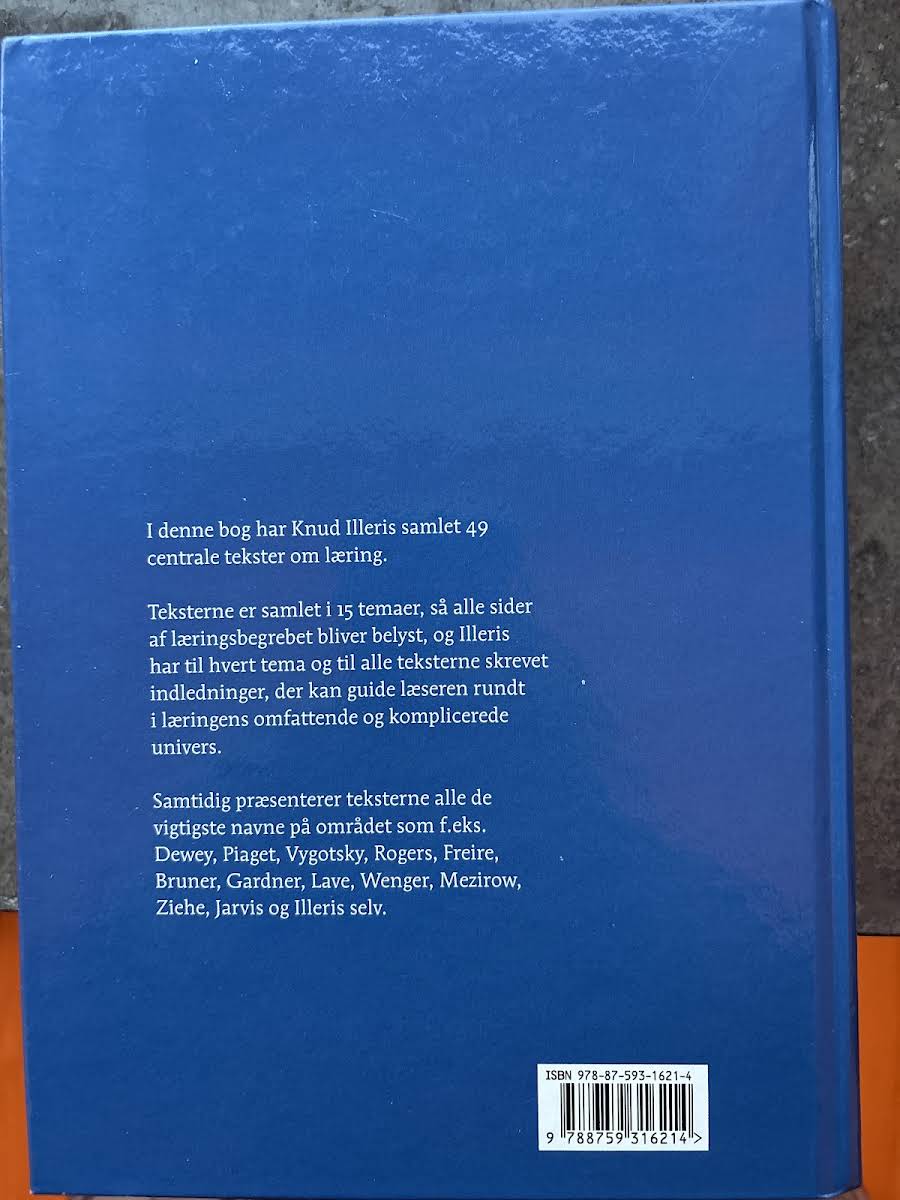 I denne bog har Knud Illeris samlet 49
centrale tekster om læring.
Teksterne er samlet i 15 temaer, så alle sider
af læringsbegrebet bliver belyst, og Illeris
har til hvert tema og til alle teksterne skrevet
indledninger, der kan guide læseren rundt
i læringens omfattende og komplicerede
univers.
Samtidig præsenterer teksterne alle de
vigtigste navne på området som f.eks.
Dewey, Piaget, Vygotsky, Rogers, Freire,
Bruner, Gardner, Lave, Wenger, Mezirow,
Ziehe, Jarvis og Illeris selv.
ISBN 978-87-593-1621-4
9 788759 316214 >